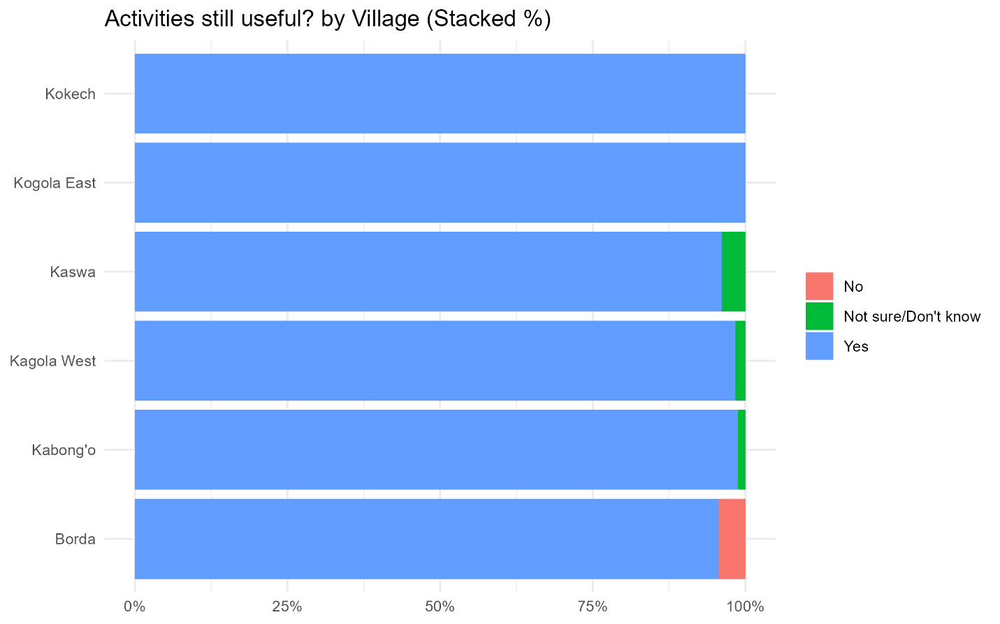 Activities still useful? by Village (Stacked %)
Kokech
Kogola East
Kaswa
Kagola West
Kabong'o
Borda
0% 25% 50% 75% 100%
No
Not sure/Don't know
Yes